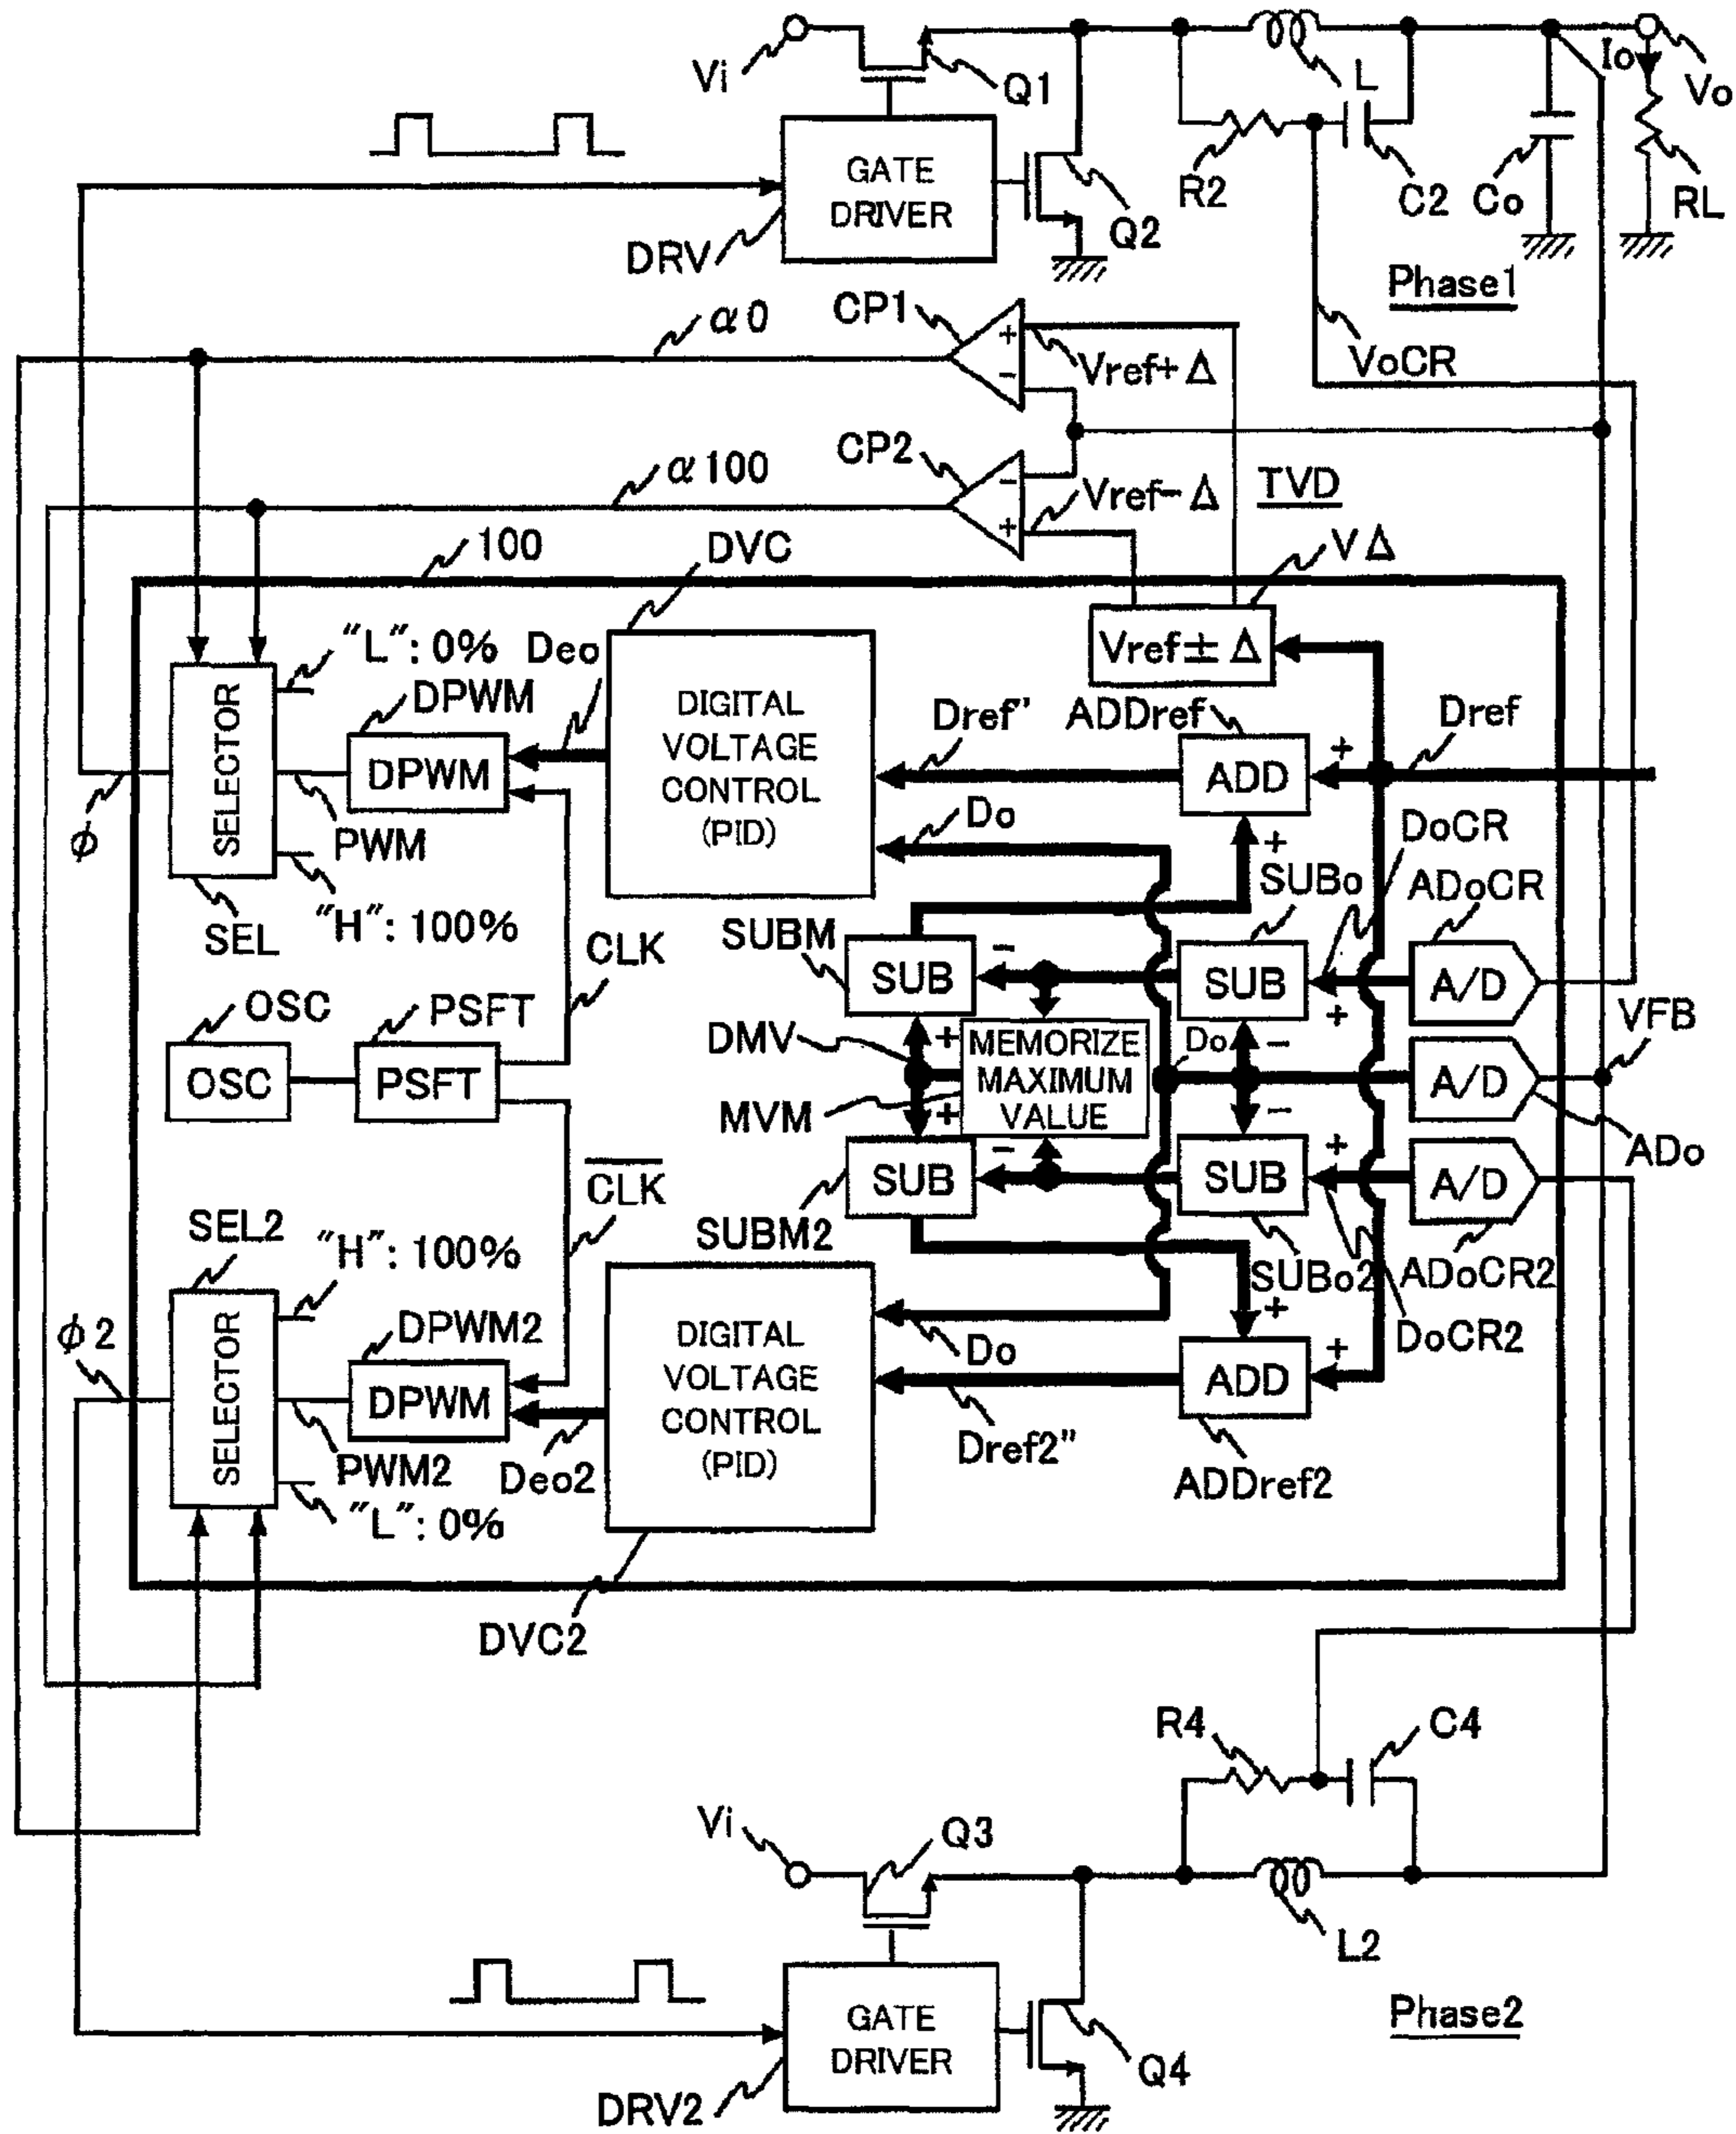 Vi
Q1
L
Io
Vo
GATE
DRIVER
DRV
Q2
R2
C2
Co
RL
Phase1
α0
CP1
+
−
Vref+Δ
VoCR
α100
CP2
−
+
Vref−Δ
TVD
100
DVC
VΔ
Vref±Δ
"L": 0%
Deo
DPWM
SELECTOR
DPWM
DIGITAL
VOLTAGE
CONTROL
(PID)
Dref"
ADDref
Dref
ADD
+
+
φ
PWM
Do
DoCR
SUBo
ADoCR
SEL
"H": 100%
CLK
SUBM
SUB
−
SUB
+
A/D
OSC
PSFT
DMV
+
MEMORIZE
MAXIMUM
VALUE
Do
−
VFB
OSC
PSFT
A/D
MVM
+
−
ADo
CLK
SUB
−
SUB
+
A/D
SEL2
"H": 100%
SUBM2
SUBo2
ADoCR2
φ2
DPWM2
SELECTOR
DPWM
DIGITAL
VOLTAGE
CONTROL
(PID)
Do
+
ADD
+
DoCR2
PWM2
Deo2
Dref2"
ADDref2
"L": 0%
DVC2
R4
C4
Vi
Q3
L2
GATE
DRIVER
Phase2
Q4
DRV2